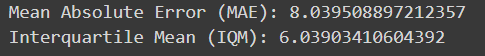 Mean Absolute Error (MAE): 8.039508897212357
Interquartile Mean (IQM): 6.03903410604392